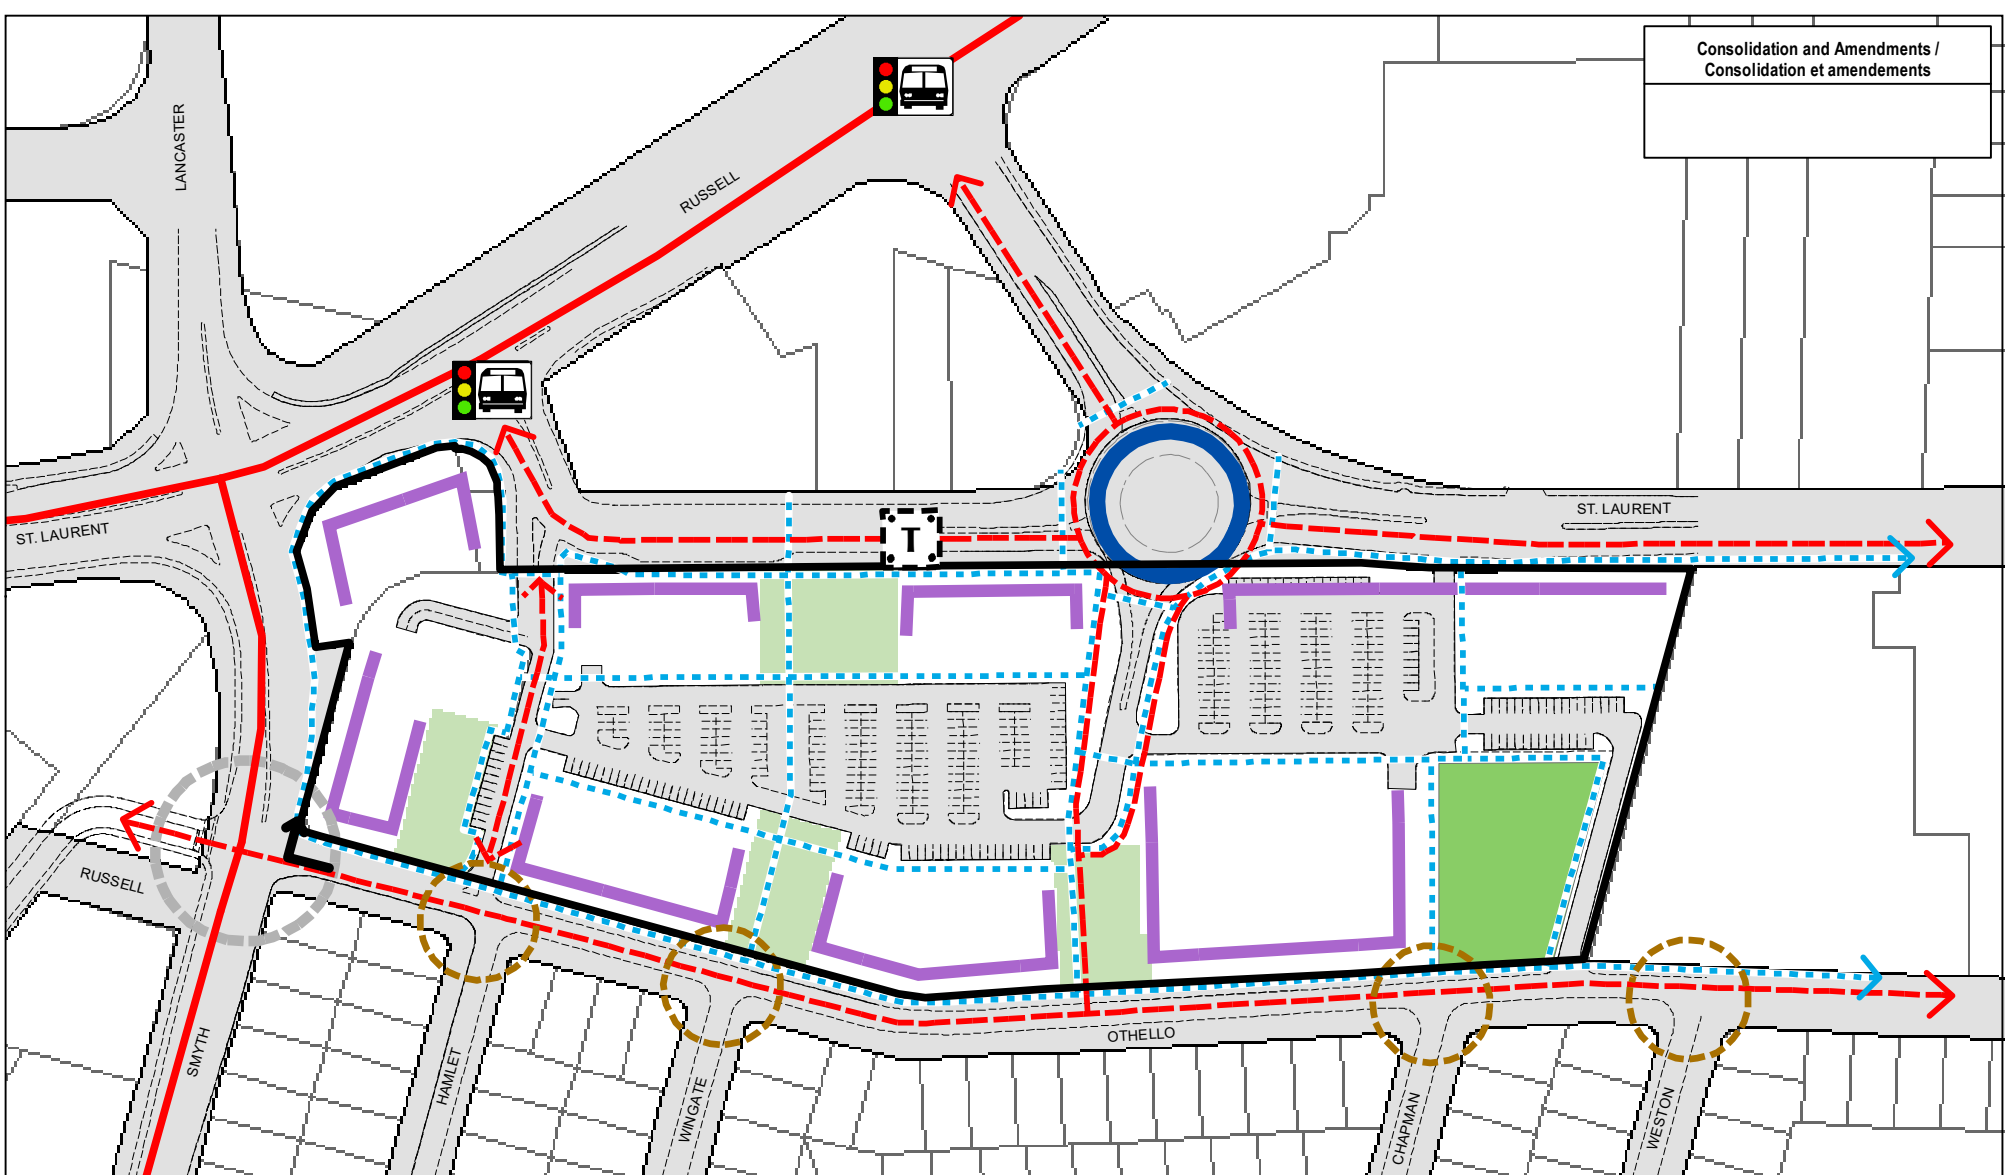 Consolidation and Amendments /
Consolidation et amendements
LANCASTER
RUSSELL
ST. LAURENT
ST. LAURENT
T
RUSSELL
SMYTH
HAMLET
WINGATE
OTHELLO
CHAPMAN
WESTON